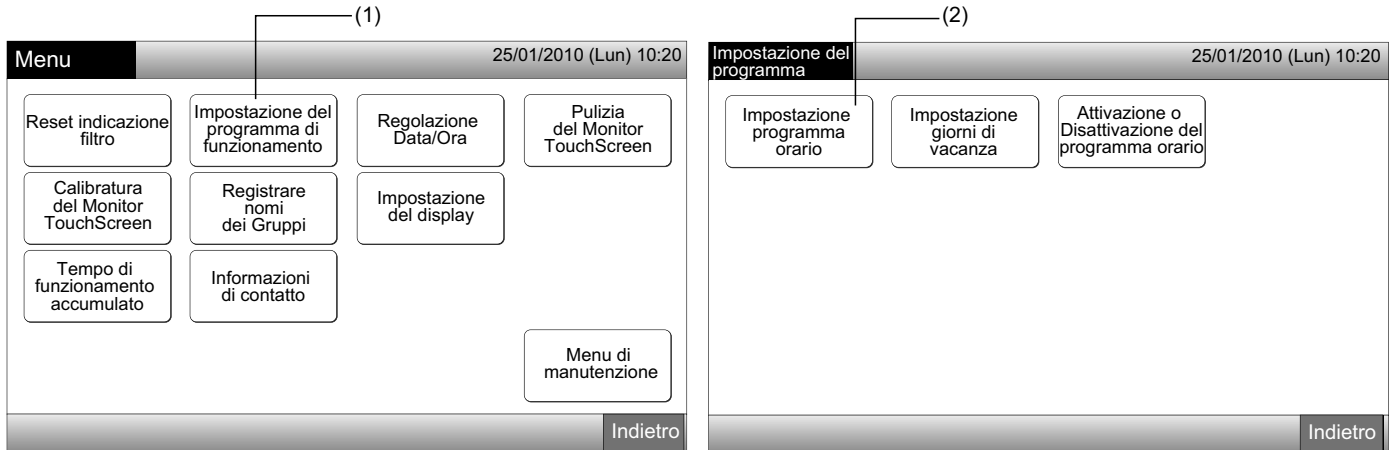 (1)
Menu
25/01/2010 (Lun) 10:20
Reset indicazione
filtro
Impostazione del
programma di
funzionamento
Regolazione
Data/Ora
Pulizia
del Monitor
TouchScreen
Calibratura
del Monitor
TouchScreen
Registrare
nomi
dei Gruppi
Impostazione
del display
Tempo di
funzionamento
accumulato
Informazioni
di contatto
Menu di
manutenzione
Indietro
(2)
Impostazione del
programma
25/01/2010 (Lun) 10:20
Impostazione
programma
orario
Impostazione
giorni di
vacanza
Attivazione o
Disattivazione del
programma orario
Indietro